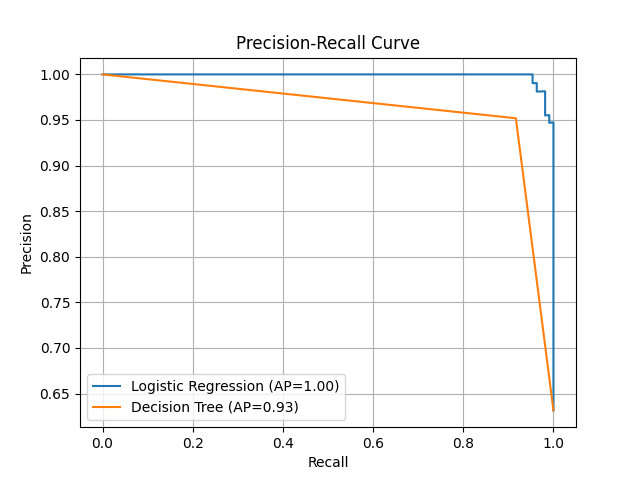 Precision-Recall Curve
1.00
0.95
0.90
0.85
0.80
0.75
0.70
0.65
Precision
Logistic Regression (AP=1.00)
Decision Tree (AP=0.93)
0.0 0.2 0.4 0.6 0.8 1.0
Recall